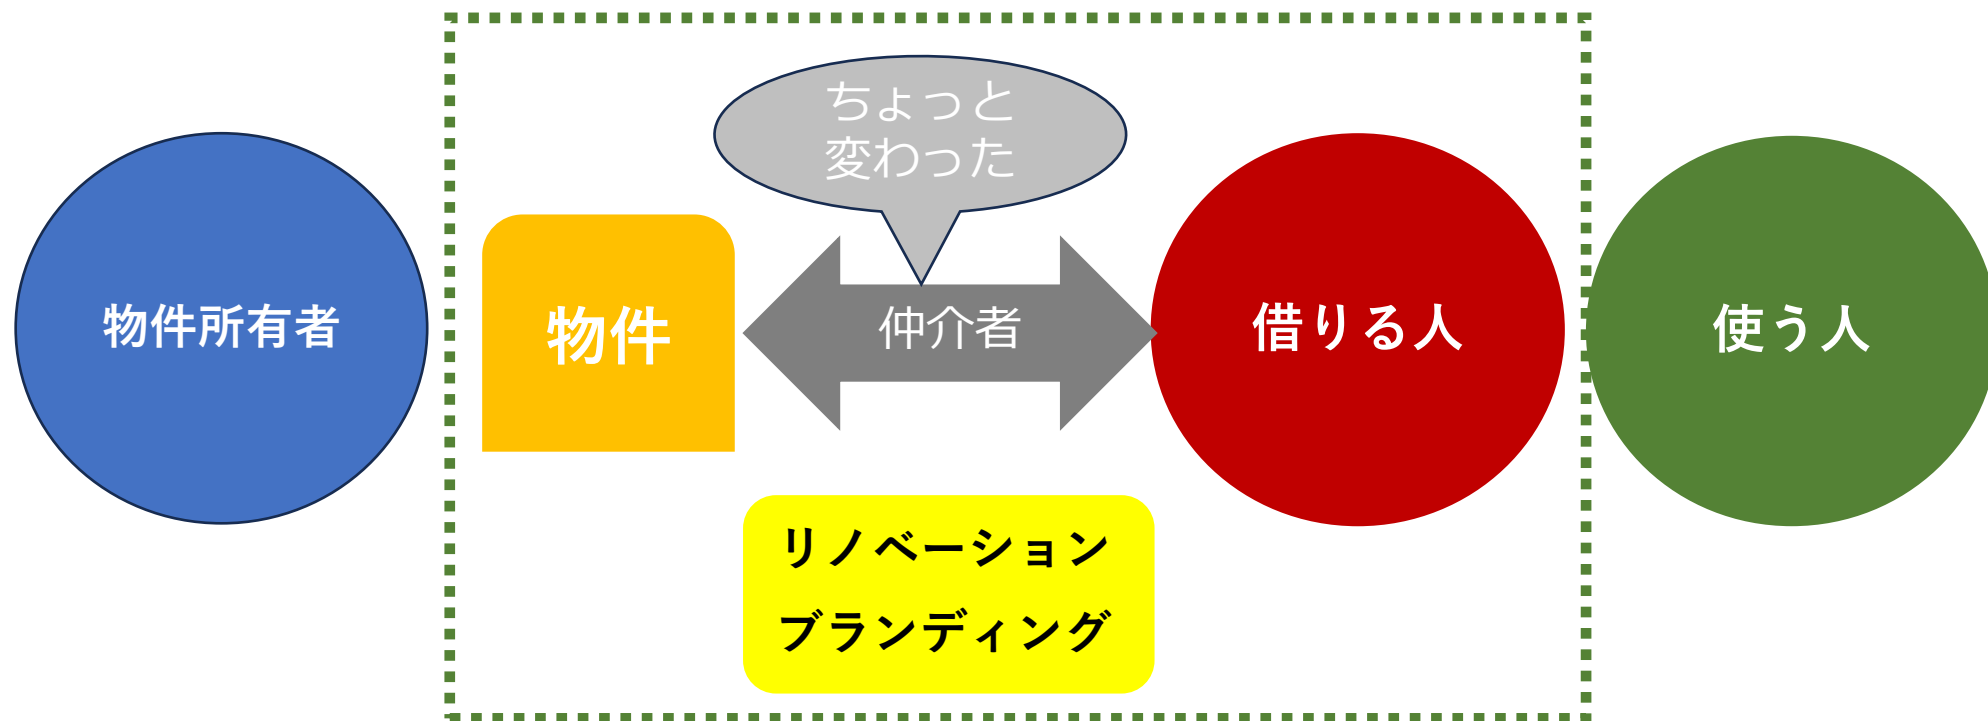 ちょっと
変わった
物件所有者
物件
仲介者
借りる人
使う人
リノベーション
ブランディング